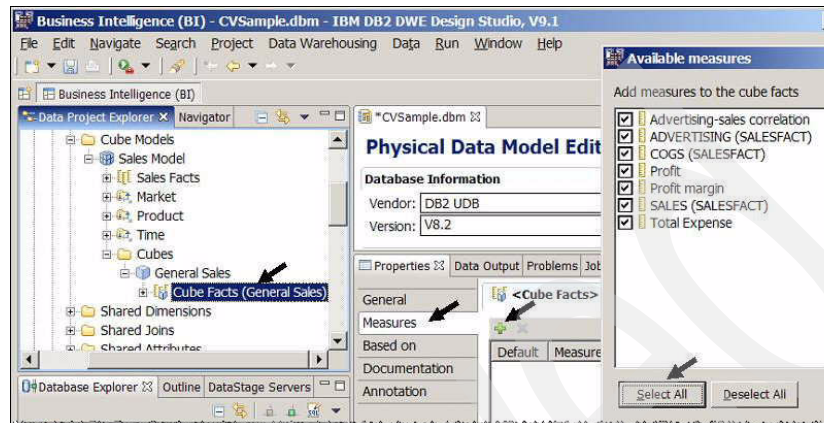 Business Intelligence (BI) - CVSample.dbm - IBM DB2 DWE Design Studio, V9.1
File Edit Navigate Search Project Data Warehousing Data Run Window Help
Business Intelligence (BI)
Data Project Explorer Navigator
Cube Models
Sales Model
Sales Facts
Market
Product
Time
Cubes
General Sales
Cube Facts (General Sales)
Shared Dimensions
Shared Joins
Shared Attributes
Database Explorer Outline DataStage Servers
*CVSample.dbm
Physical Data Model Edit
Database Information
Vendor: DB2 UDB
Version: V8.2
Properties Data Output Problems Job
General
Measures
Based on
Documentation
Annotation
<Cube Facts>
Default Measure
Available measures
Add measures to the cube facts
Advertising-sales correlation
ADVERTISING (SALESFACT)
COGS (SALESFACT)
Profit
Profit margin
SALES (SALESFACT)
Total Expense
Select All Deselect All